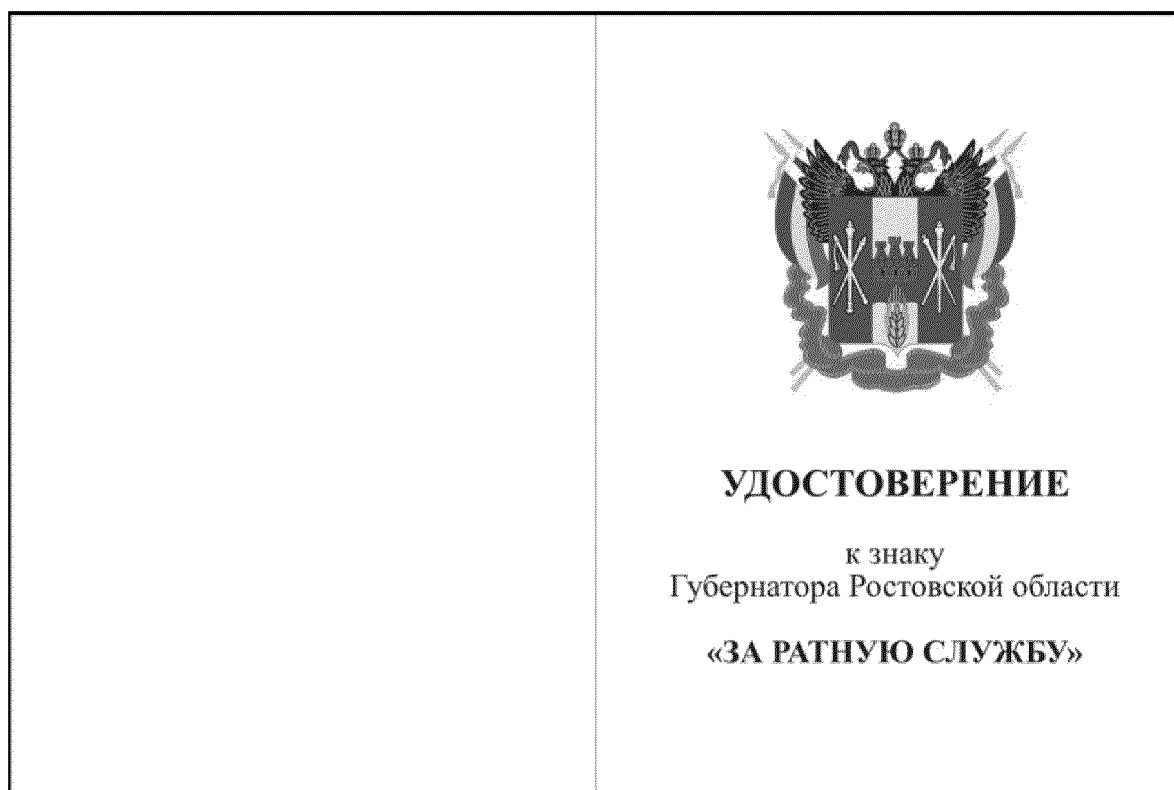 УДОСТОВЕРЕНИЕ
к знаку
Губернатора Ростовской области
«ЗА РАТНУЮ СЛУЖБУ»